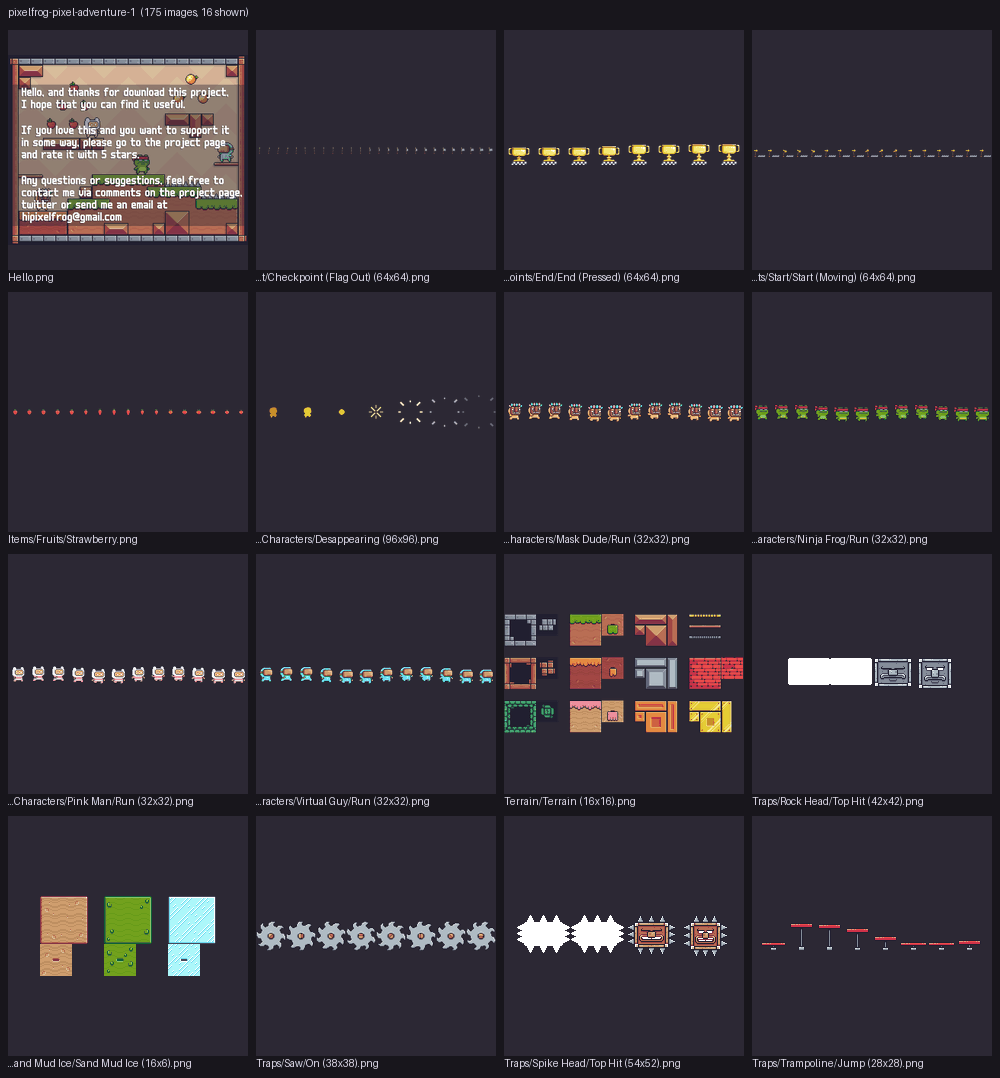 pixelfrog-pixel-adventure-1 (175 images, 16 shown)
Hello, and thanks for download this project,
I hope that you can find it useful.
If you love this and you want to support it
in some way, please go to the project page
and rate it with 5 stars.
Any questions or suggestions, feel free to
contact me via comments on the project page,
twitter or send me an email at
hipixelfrog@gmail.com
Hello.png
...t/Checkpoint (Flag Out) (64x64).png
...oints/End/End (Pressed) (64x64).png
...ts/Start/Start (Moving) (64x64).png
Items/Fruits/Strawberry.png
...Characters/Desappearing (96x96).png
...haracters/Mask Dude/Run (32x32).png
...aracters/Ninja Frog/Run (32x32).png
...Characters/Pink Man/Run (32x32).png
...racters/Virtual Guy/Run (32x32).png
Terrain/Terrain (16x16).png
Traps/Rock Head/Top Hit (42x42).png
...and Mud Ice/Sand Mud Ice (16x6).png
Traps/Saw/On (38x38).png
Traps/Spike Head/Top Hit (54x52).png
Traps/Trampoline/Jump (28x28).png